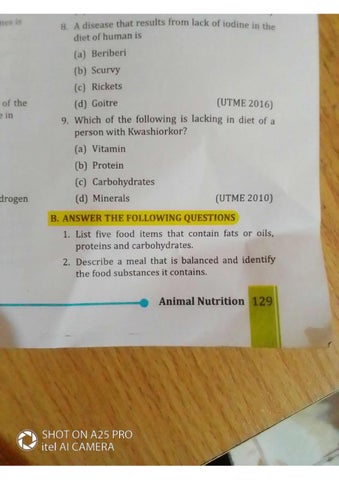 8. A disease that results from lack of iodine in the
diet of human is
(a) Beriberi
(b) Scurvy
(c) Rickets
of the
(d) Goitre (UTME 2016)
e in
9. Which of the following is lacking in diet of a
person with Kwashiorkor?
(a) Vitamin
(b) Protein
(c) Carbohydrates
drogen
(d) Minerals (UTME 2010)
B. ANSWER THE FOLLOWING QUESTIONS
1. List five food items that contain fats or oils,
proteins and carbohydrates.
2. Describe a meal that is balanced and identify
the food substances it contains.
Animal Nutrition 129
SHOT ON A25 PRO
itel AI CAMERA